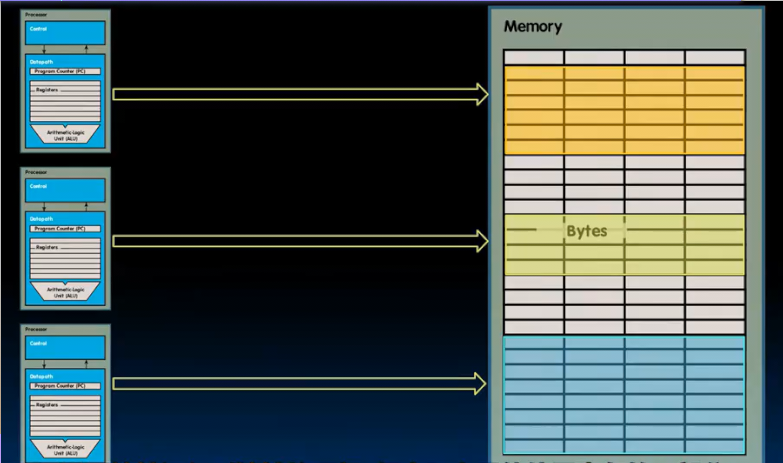 Processor
Control
Datapath
Program Counter (PC)
Registers
Arithmetic-Logic
Unit (ALU)
Processor
Control
Datapath
Program Counter (PC)
Registers
Arithmetic-Logic
Unit (ALU)
Processor
Control
Datapath
Program Counter (PC)
Registers
Arithmetic-Logic
Unit (ALU)
Memory
Bytes